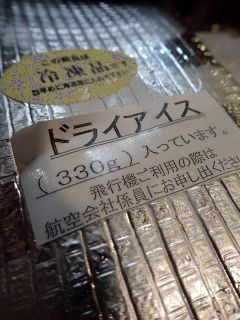 冷凍品
ドライアイス
(330g) 入っています。
飛行機ご利用の際は
航空会社係員にお申し出くださ